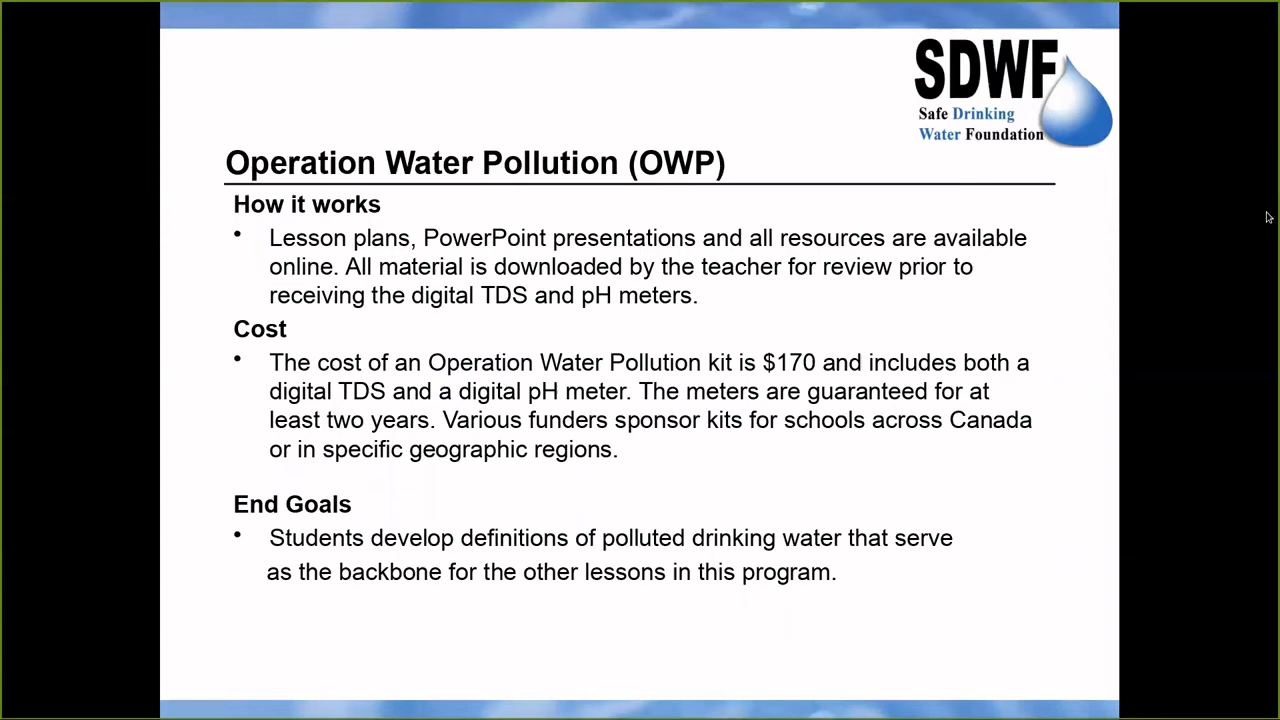 SDWF
Safe Drinking
Water Foundation
Operation Water Pollution (OWP)
How it works
• Lesson plans, PowerPoint presentations and all resources are available
online. All material is downloaded by the teacher for review prior to
receiving the digital TDS and pH meters.
Cost
• The cost of an Operation Water Pollution kit is $170 and includes both a
digital TDS and a digital pH meter. The meters are guaranteed for at
least two years. Various funders sponsor kits for schools across Canada
or in specific geographic regions.
End Goals
• Students develop definitions of polluted drinking water that serve
as the backbone for the other lessons in this program.